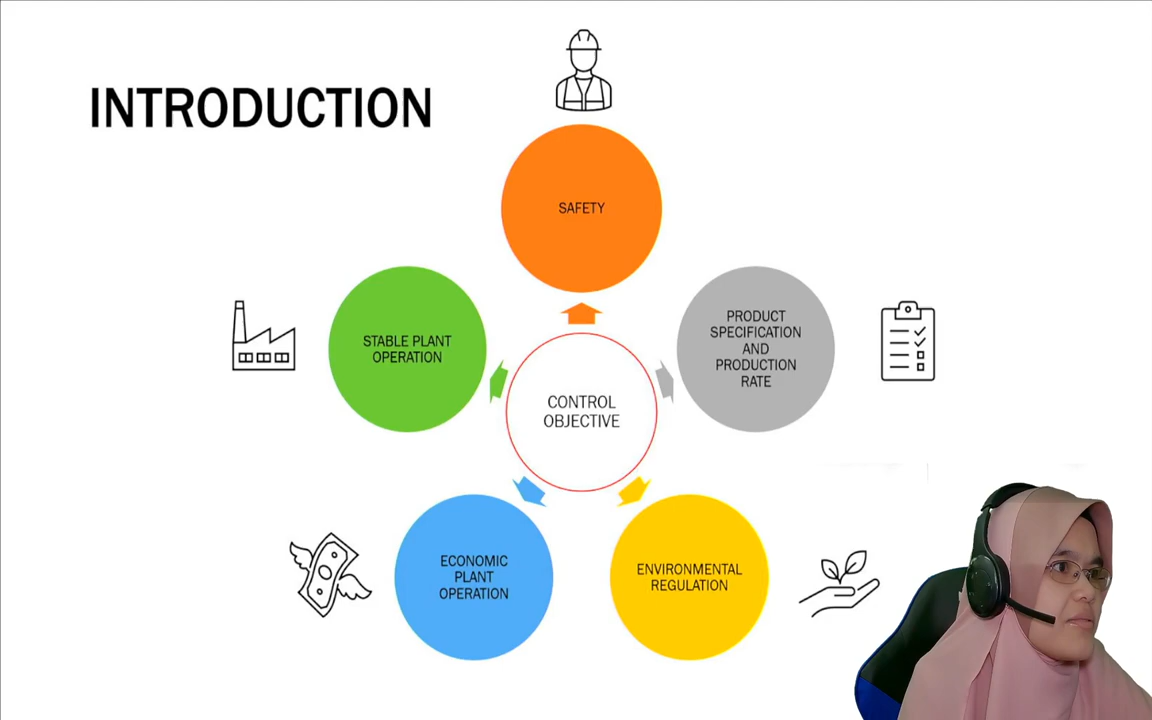 INTRODUCTION
SAFETY
STABLE PLANT
OPERATION
PRODUCT
SPECIFICATION
AND
PRODUCTION
RATE
CONTROL
OBJECTIVE
ECONOMIC
PLANT
OPERATION
ENVIRONMENTAL
REGULATION